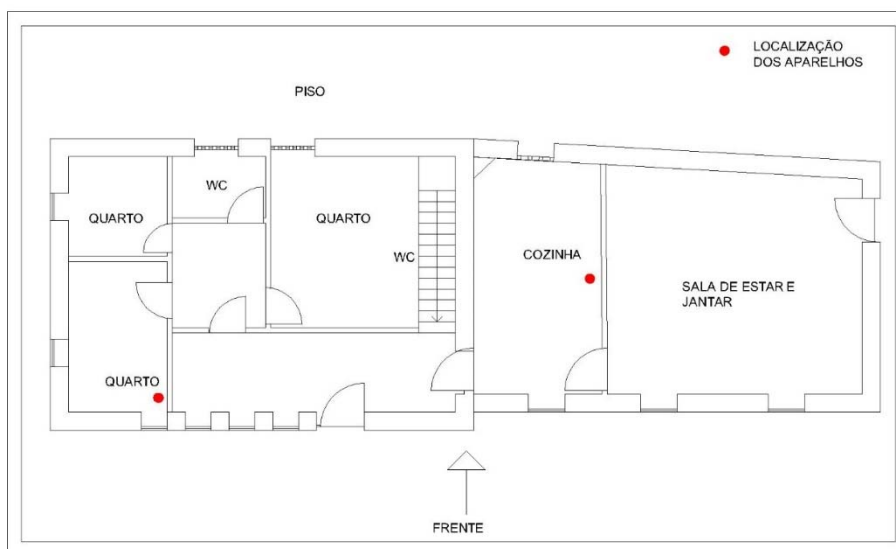 LOCALIZAÇÃO
DOS APARELHOS
PISO
WC
QUARTO
QUARTO
WC
COZINHA
SALA DE ESTAR E
JANTAR
QUARTO
FRENTE